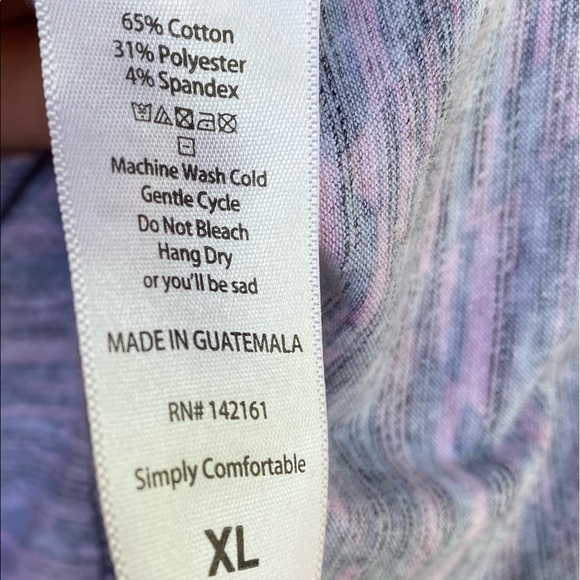 65% Cotton
31% Polyester
4% Spandex
Machine Wash Cold
Gentle Cycle
Do Not Bleach
Hang Dry
or you'll be sad
MADE IN GUATEMALA
RN# 142161
Simply Comfortable
XL